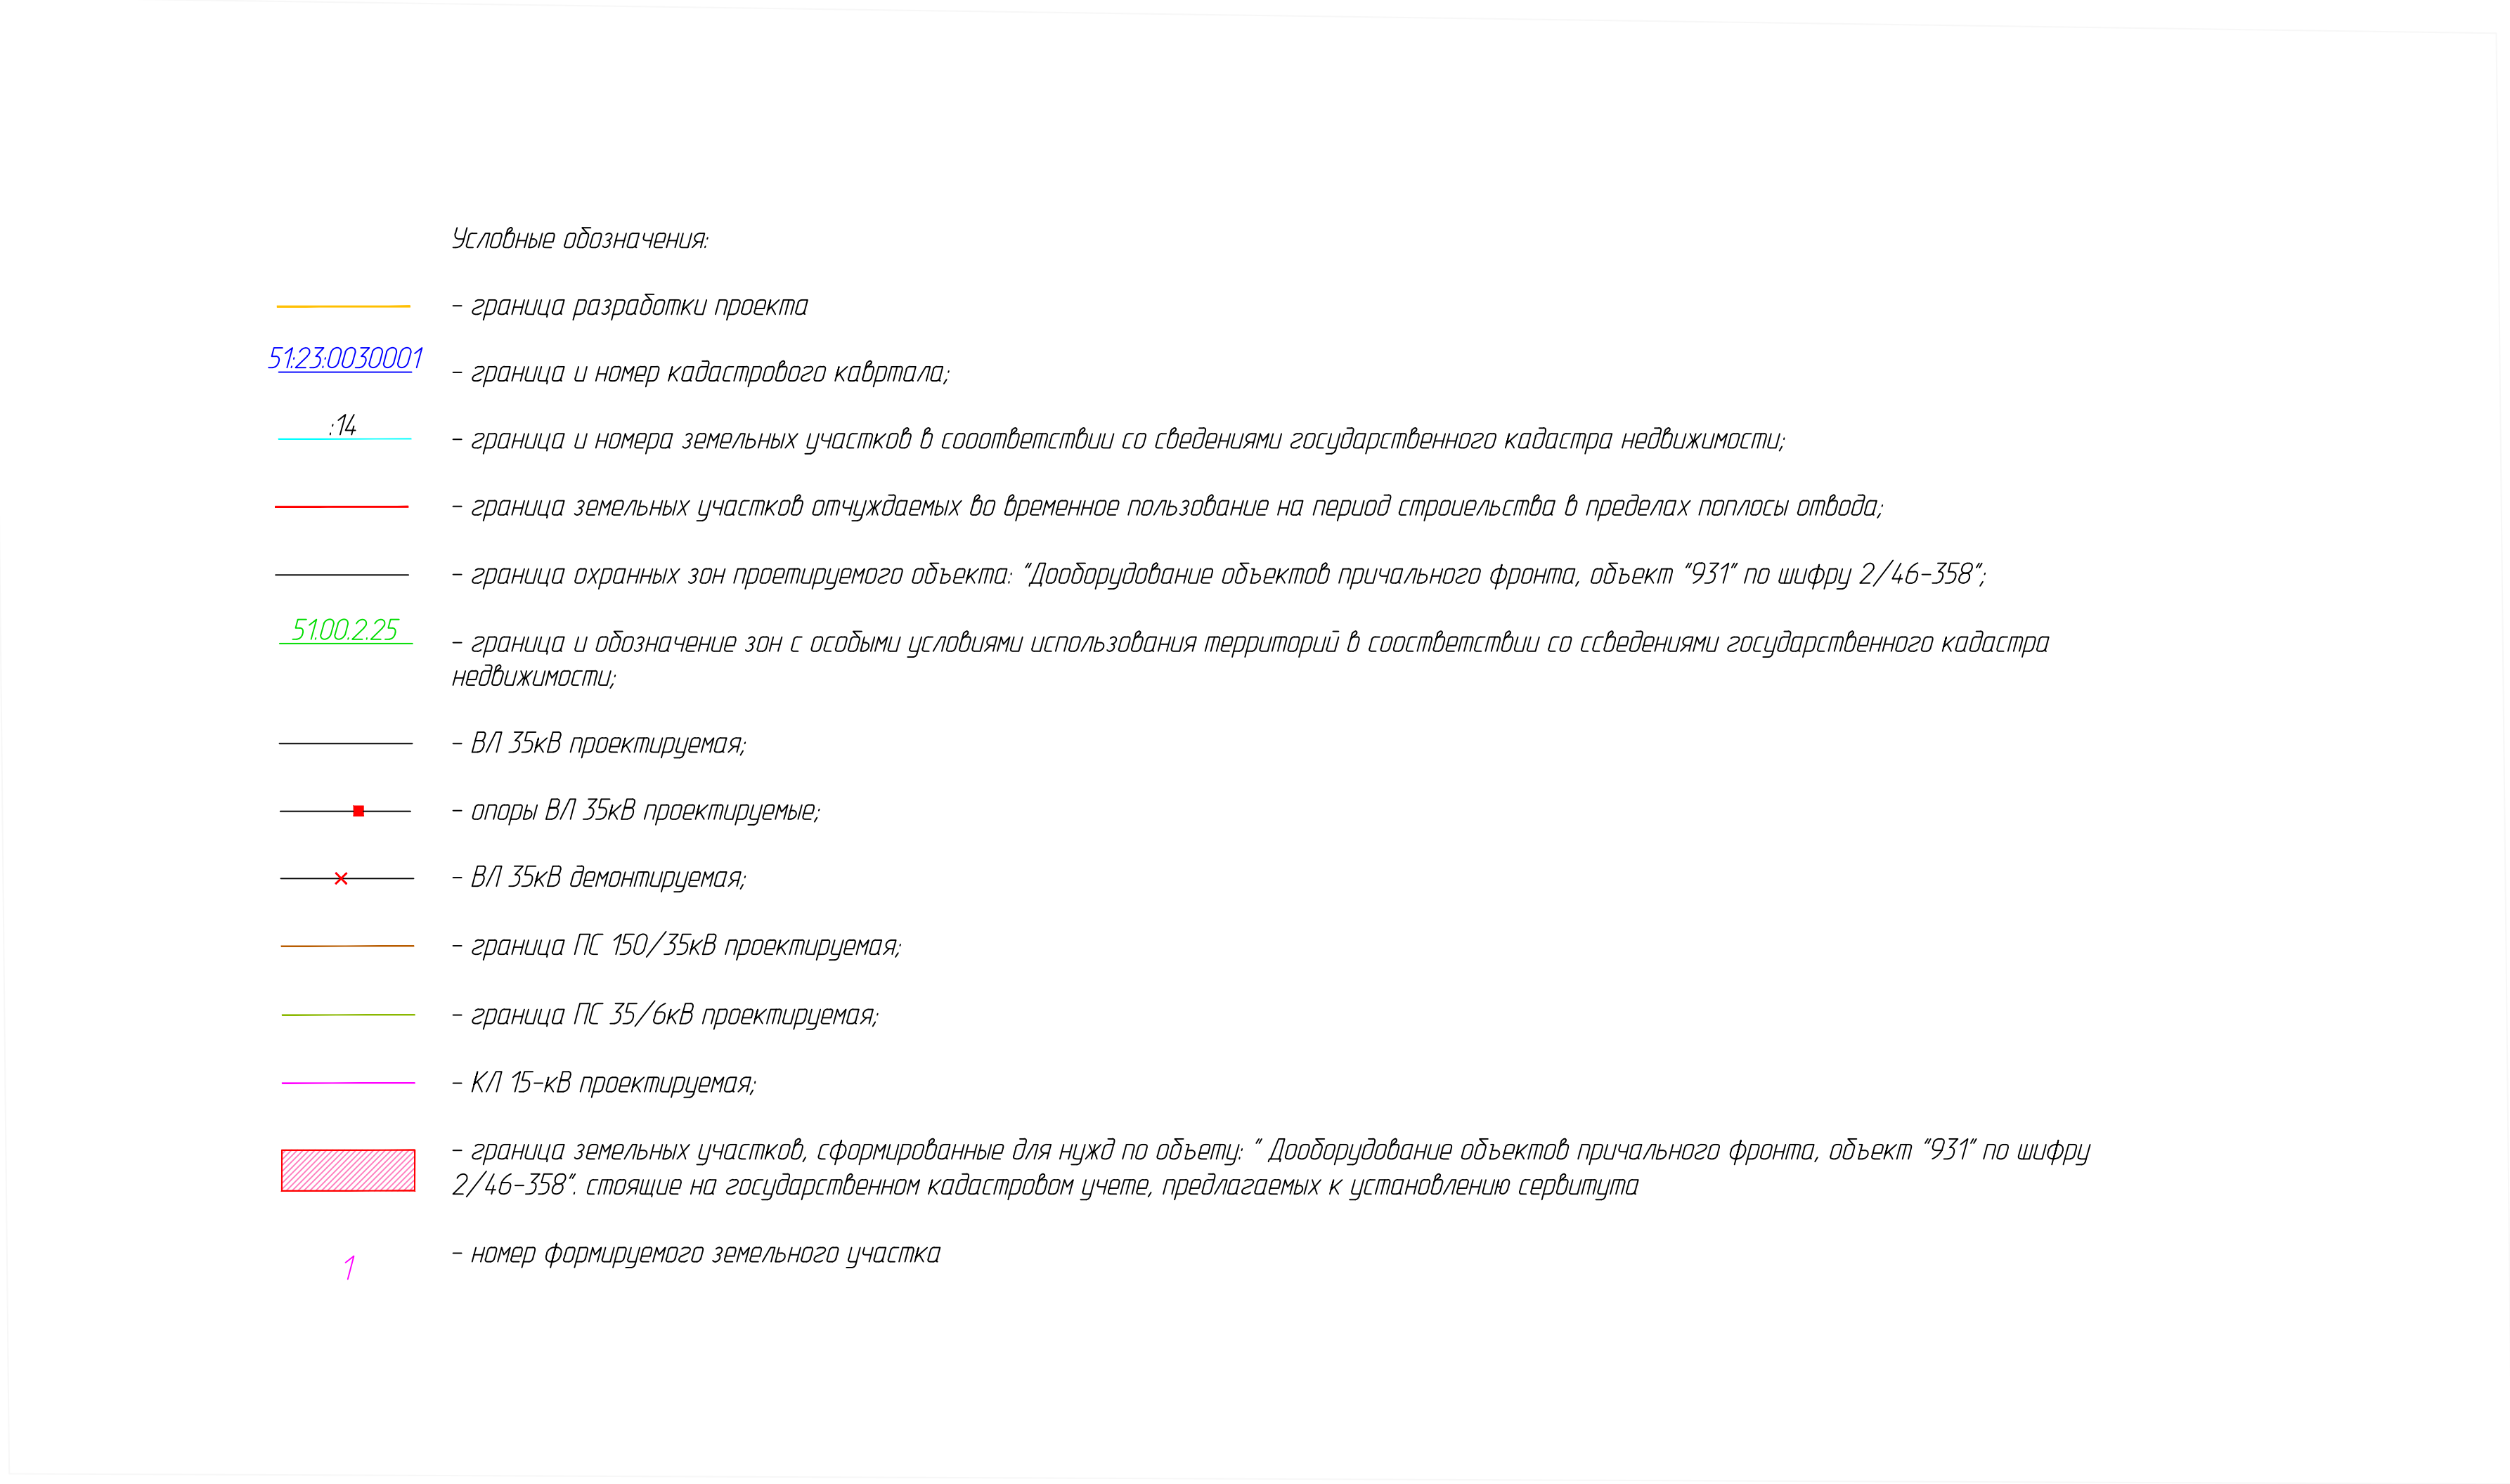 Условные обозначения:
- граница разработки проекта
51:23:0030001
- граница и номер кадастрового каврталa;
:14
- граница и номера земельных участков в сооответствии со сведениями государственного кадастра недвижимости;
- граница земельных участков отчуждаемых во временное пользование на период строиельства в пределах поплосы отвода;
- граница охранных зон проетируемого объекта: "Дооборудование объектов причального фронта, объект "931" по шифру 2/46-358";
51.00.2.25
- граница и обозначение зон с особыми условиями использования территорий в соостветствии со ссведениями государственного кадастра
недвижимости;
- ВЛ 35кВ проектируемая;
- опоры ВЛ 35кВ проектируемые;
- ВЛ 35кВ демонтируемая;
- граница ПС 150/35кВ проектируемая;
- граница ПС 35/6кВ проектируемая;
- КЛ 15-кВ проектируемая;
- граница земельных участков, сформированные для нужд по объету: " Дооборудование объектов причального фронта, объект "931" по шифру
2/46-358". стоящие на государственном кадастровом учете, предлагаемых к установлению сервитута
- номер формируемого земельного участка
1